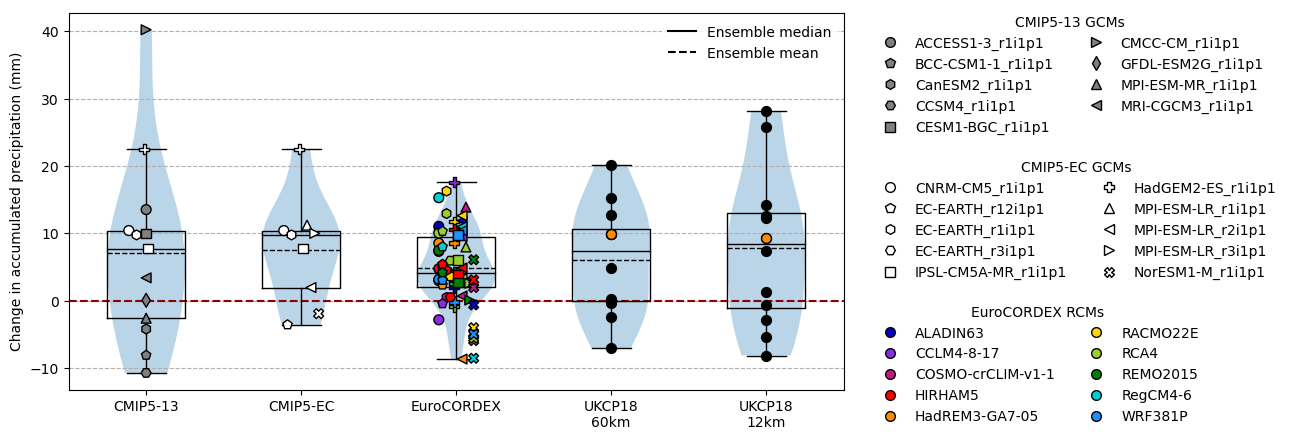 Change in accumulated precipitation (mm)
40
30
20
10
0
−10
Ensemble median
Ensemble mean
CMIP5-13
CMIP5-EC
EuroCORDEX
UKCP18
60km
UKCP18
12km
CMIP5-13 GCMs
ACCESS1-3_r1i1p1
BCC-CSM1-1_r1i1p1
CanESM2_r1i1p1
CCSM4_r1i1p1
CESM1-BGC_r1i1p1
CMCC-CM_r1i1p1
GFDL-ESM2G_r1i1p1
MPI-ESM-MR_r1i1p1
MRI-CGCM3_r1i1p1
CMIP5-EC GCMs
CNRM-CM5_r1i1p1
EC-EARTH_r12i1p1
EC-EARTH_r1i1p1
EC-EARTH_r3i1p1
IPSL-CM5A-MR_r1i1p1
HadGEM2-ES_r1i1p1
MPI-ESM-LR_r1i1p1
MPI-ESM-LR_r2i1p1
MPI-ESM-LR_r3i1p1
NorESM1-M_r1i1p1
EuroCORDEX RCMs
ALADIN63
CCLM4-8-17
COSMO-crCLIM-v1-1
HIRHAM5
HadREM3-GA7-05
RACMO22E
RCA4
REMO2015
RegCM4-6
WRF381P